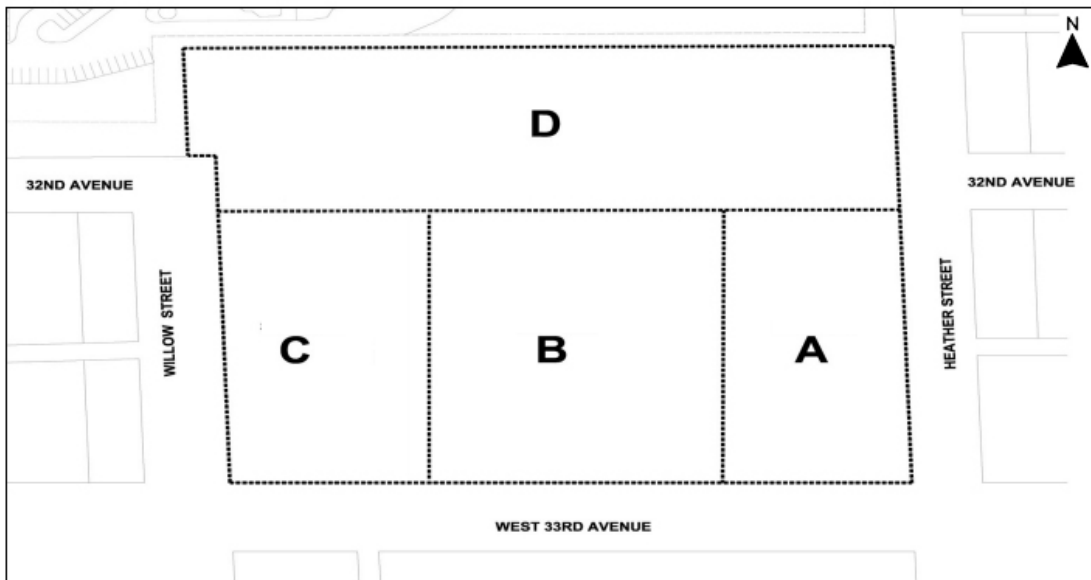 N
D
32ND AVENUE
32ND AVENUE
WILLOW STREET
HEATHER STREET
C
B
A
WEST 33RD AVENUE